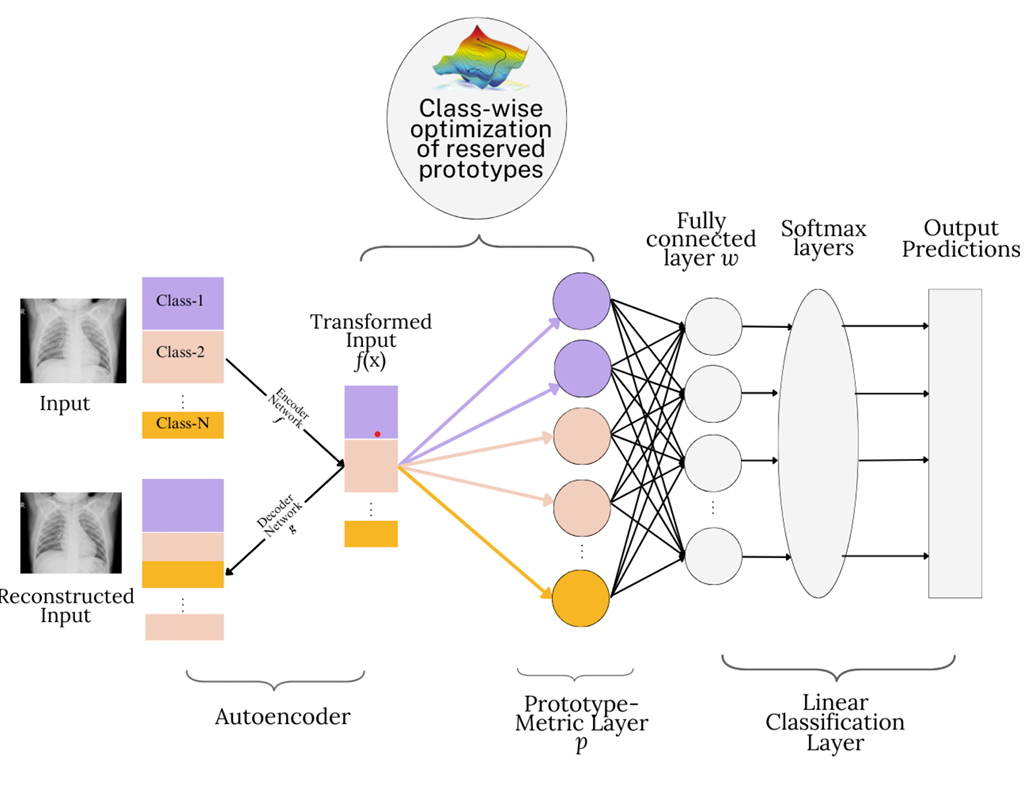 Class-wise
optimization
of reserved
prototypes
Fully
connected
layer w
Softmax
layers
Output
Predictions
R
Class-1
Class-2
⋮
Class-N
Input
Transformed
Input
f(x)
⋮
Encoder
Network
f
Decoder
Network
g
⋮
⋮
R
Reconstructed
Input
⋮
Autoencoder
Prototype-
Metric Layer
p
Linear
Classification
Layer